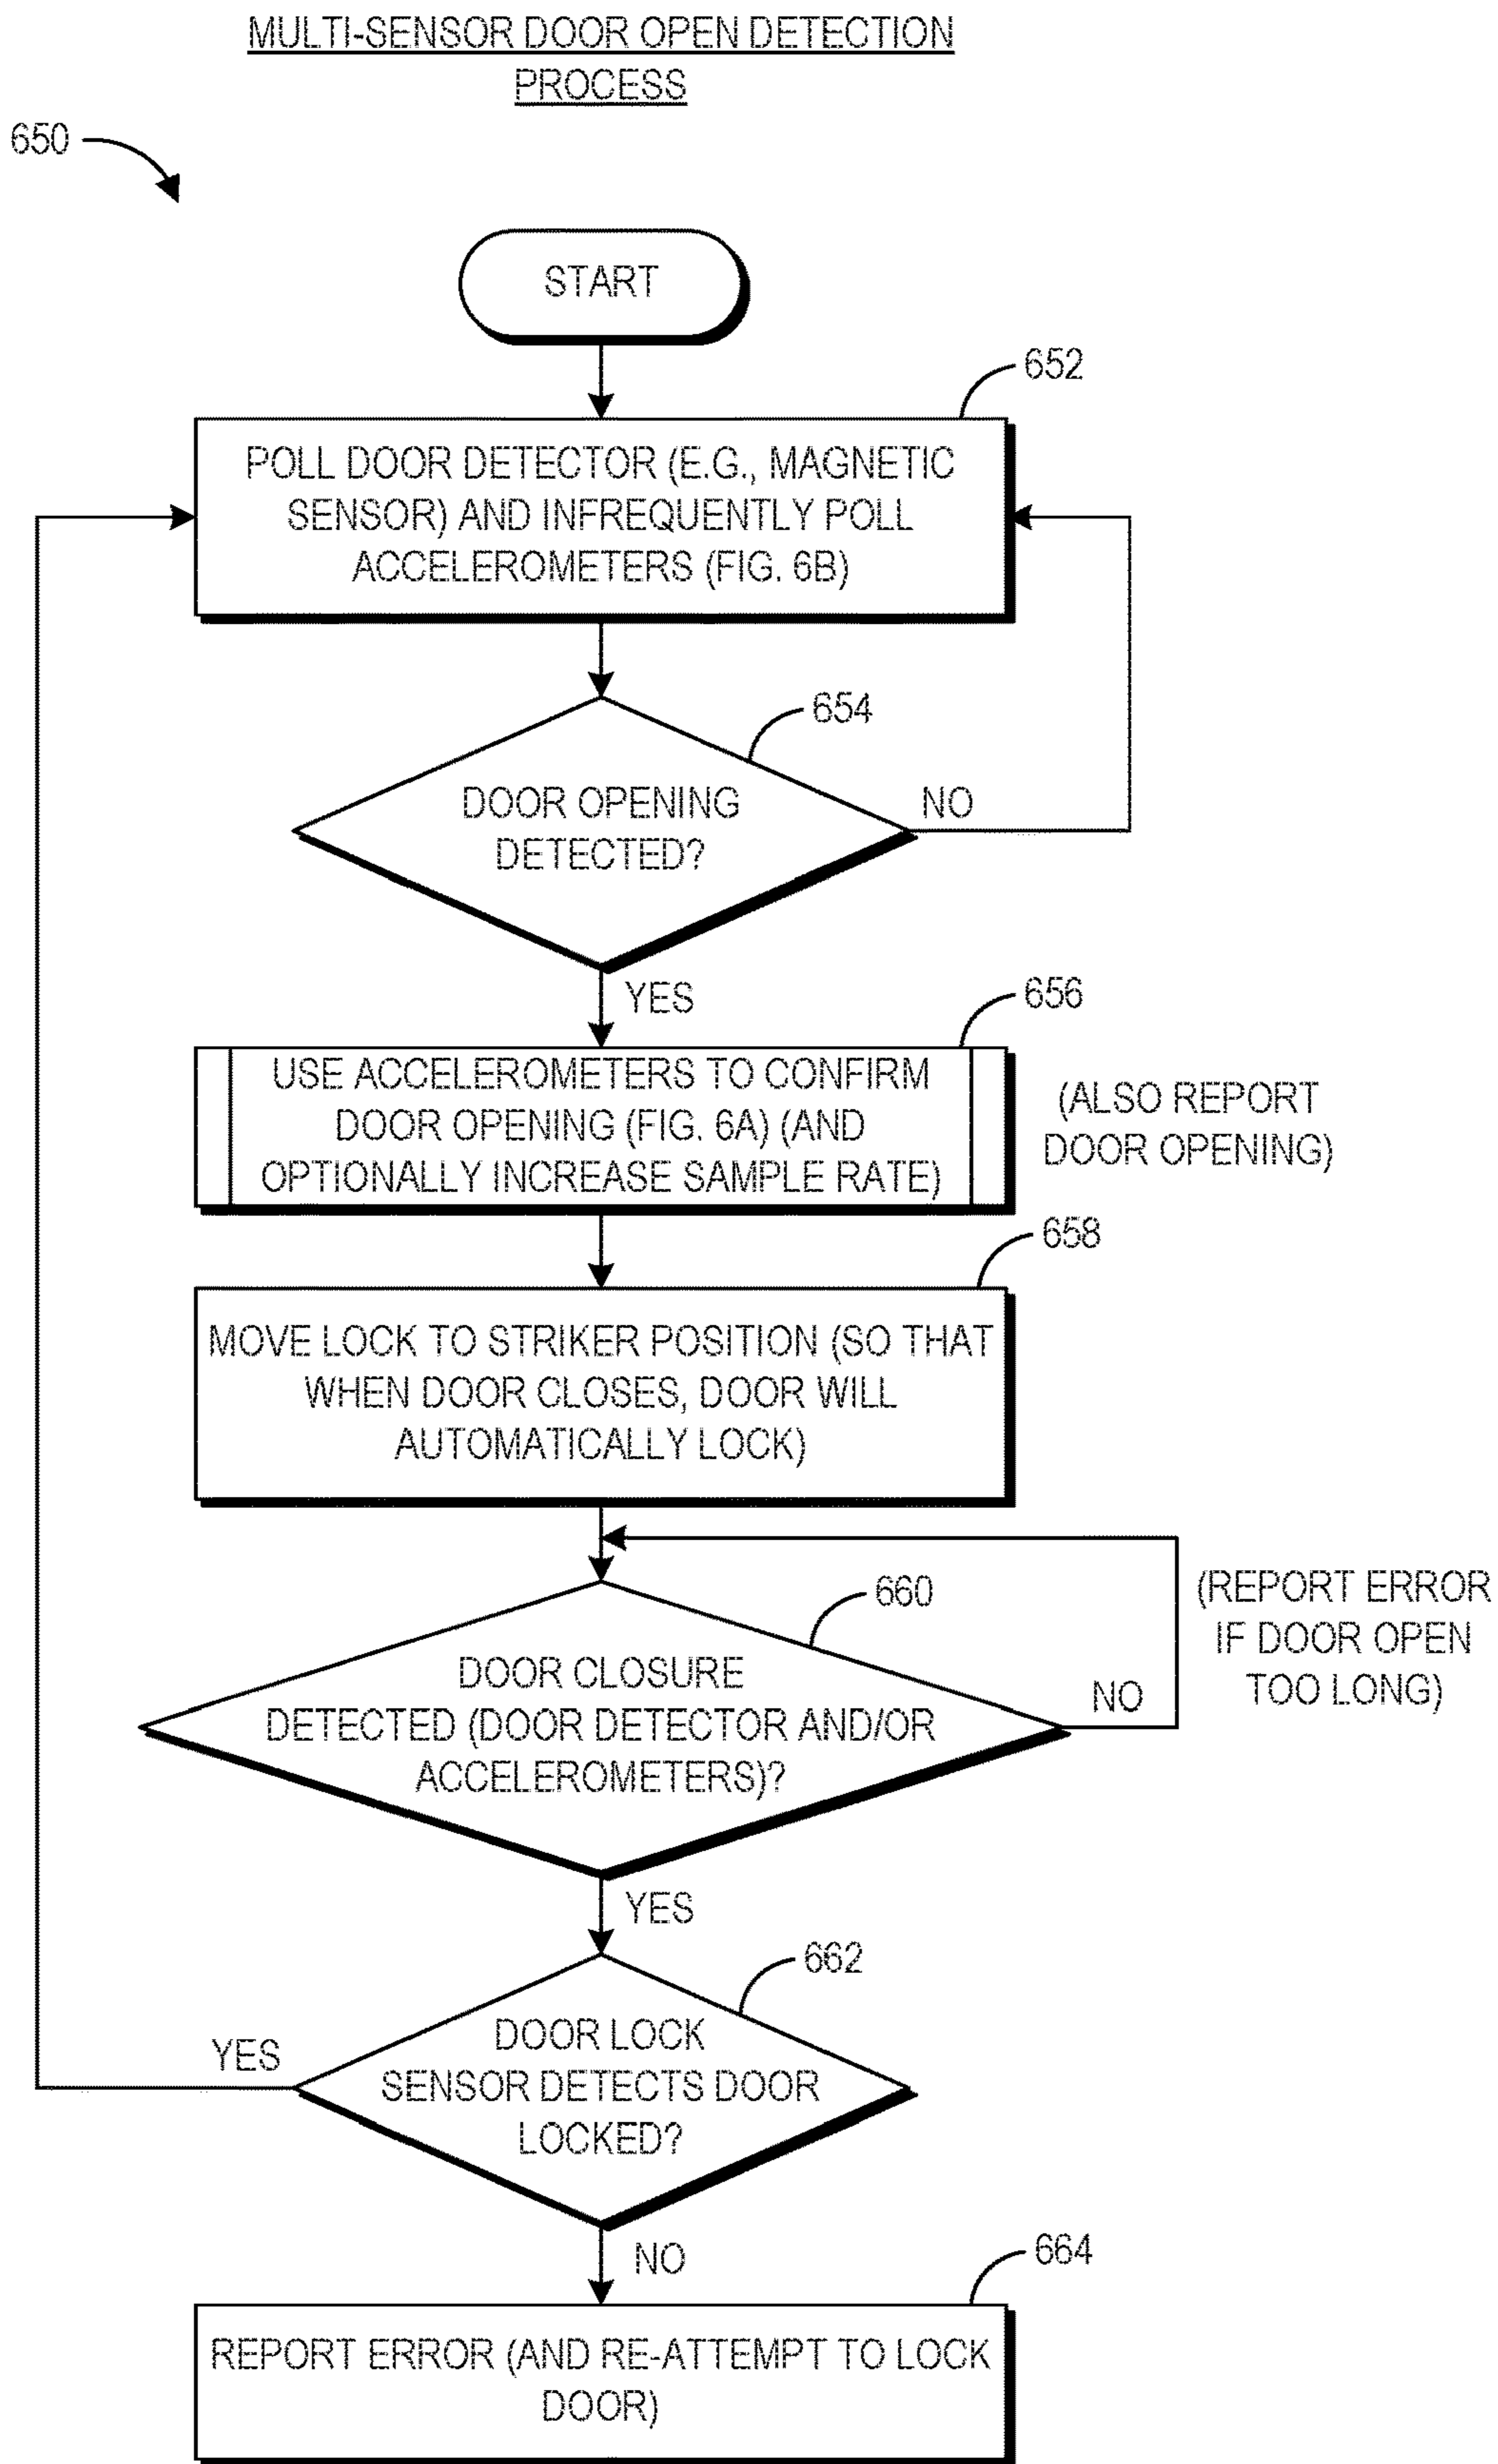 MULTI-SENSOR DOOR OPEN DETECTION
PROCESS
650
START
652
POLL DOOR DETECTOR (E.G., MAGNETIC
SENSOR) AND INFREQUENTLY POLL
ACCELEROMETERS (FIG. 6B)
654
DOOR OPENING
DETECTED?
NO
YES
656
USE ACCELEROMETERS TO CONFIRM
DOOR OPENING (FIG. 6A) (AND
OPTIONALLY INCREASE SAMPLE RATE)
(ALSO REPORT
DOOR OPENING)
658
MOVE LOCK TO STRIKER POSITION (SO THAT
WHEN DOOR CLOSES, DOOR WILL
AUTOMATICALLY LOCK)
660
DOOR CLOSURE
DETECTED (DOOR DETECTOR AND/OR
ACCELEROMETERS)?
NO
(REPORT ERROR
IF DOOR OPEN
TOO LONG)
YES
662
DOOR LOCK
SENSOR DETECTS DOOR
LOCKED?
YES
NO
664
REPORT ERROR (AND RE-ATTEMPT TO LOCK
DOOR)